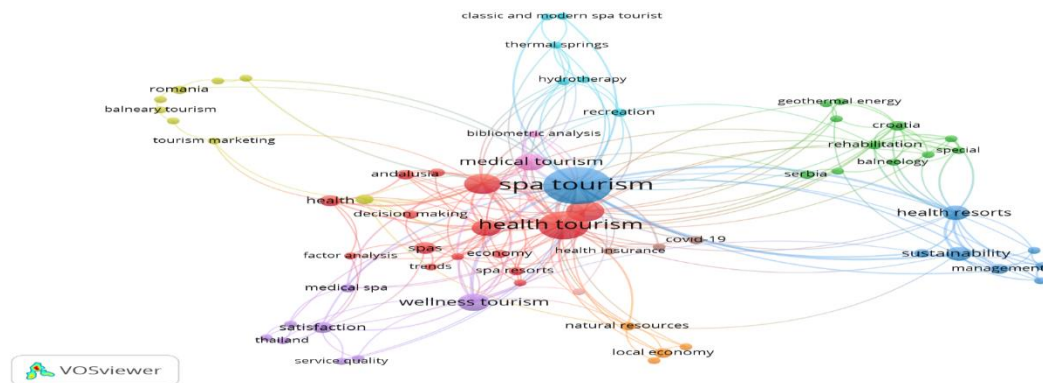 classic and modern spa tourist
thermal springs
hydrotherapy
romania
geothermal energy
balneary tourism
recreation
croatia
bibliometric analysis
tourism marketing
rehabilitation
special
medical tourism
balneology
andalusia
serbia
spa tourism
health
decision making
health resorts
health tourism
covid-19
spas
health insurance
factor analysis
economy
sustainability
trends
spa resorts
management
medical spa
wellness tourism
satisfaction
natural resources
thailand
local economy
service quality
VOSviewer